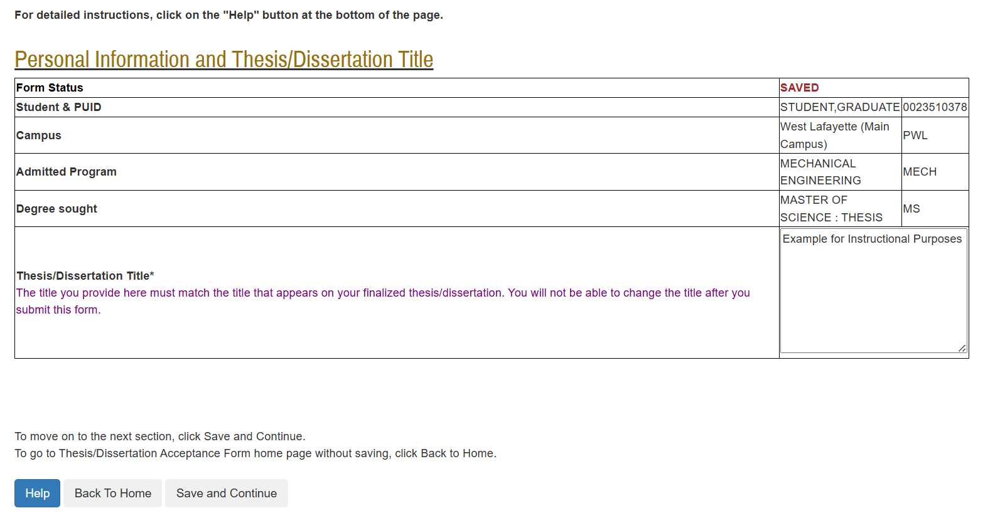 For detailed instructions, click on the "Help" button at the bottom of the page.
Personal Information and Thesis/Dissertation Title
Form Status SAVED
Student & PUID STUDENT,GRADUATE 0023510378
Campus West Lafayette (Main Campus) PWL
Admitted Program MECHANICAL ENGINEERING MECH
Degree sought MASTER OF SCIENCE : THESIS MS
Thesis/Dissertation Title*
The title you provide here must match the title that appears on your finalized thesis/dissertation. You will not be able to change the title after you
submit this form.
Example for Instructional Purposes
To move on to the next section, click Save and Continue.
To go to Thesis/Dissertation Acceptance Form home page without saving, click Back to Home.
Help Back To Home Save and Continue